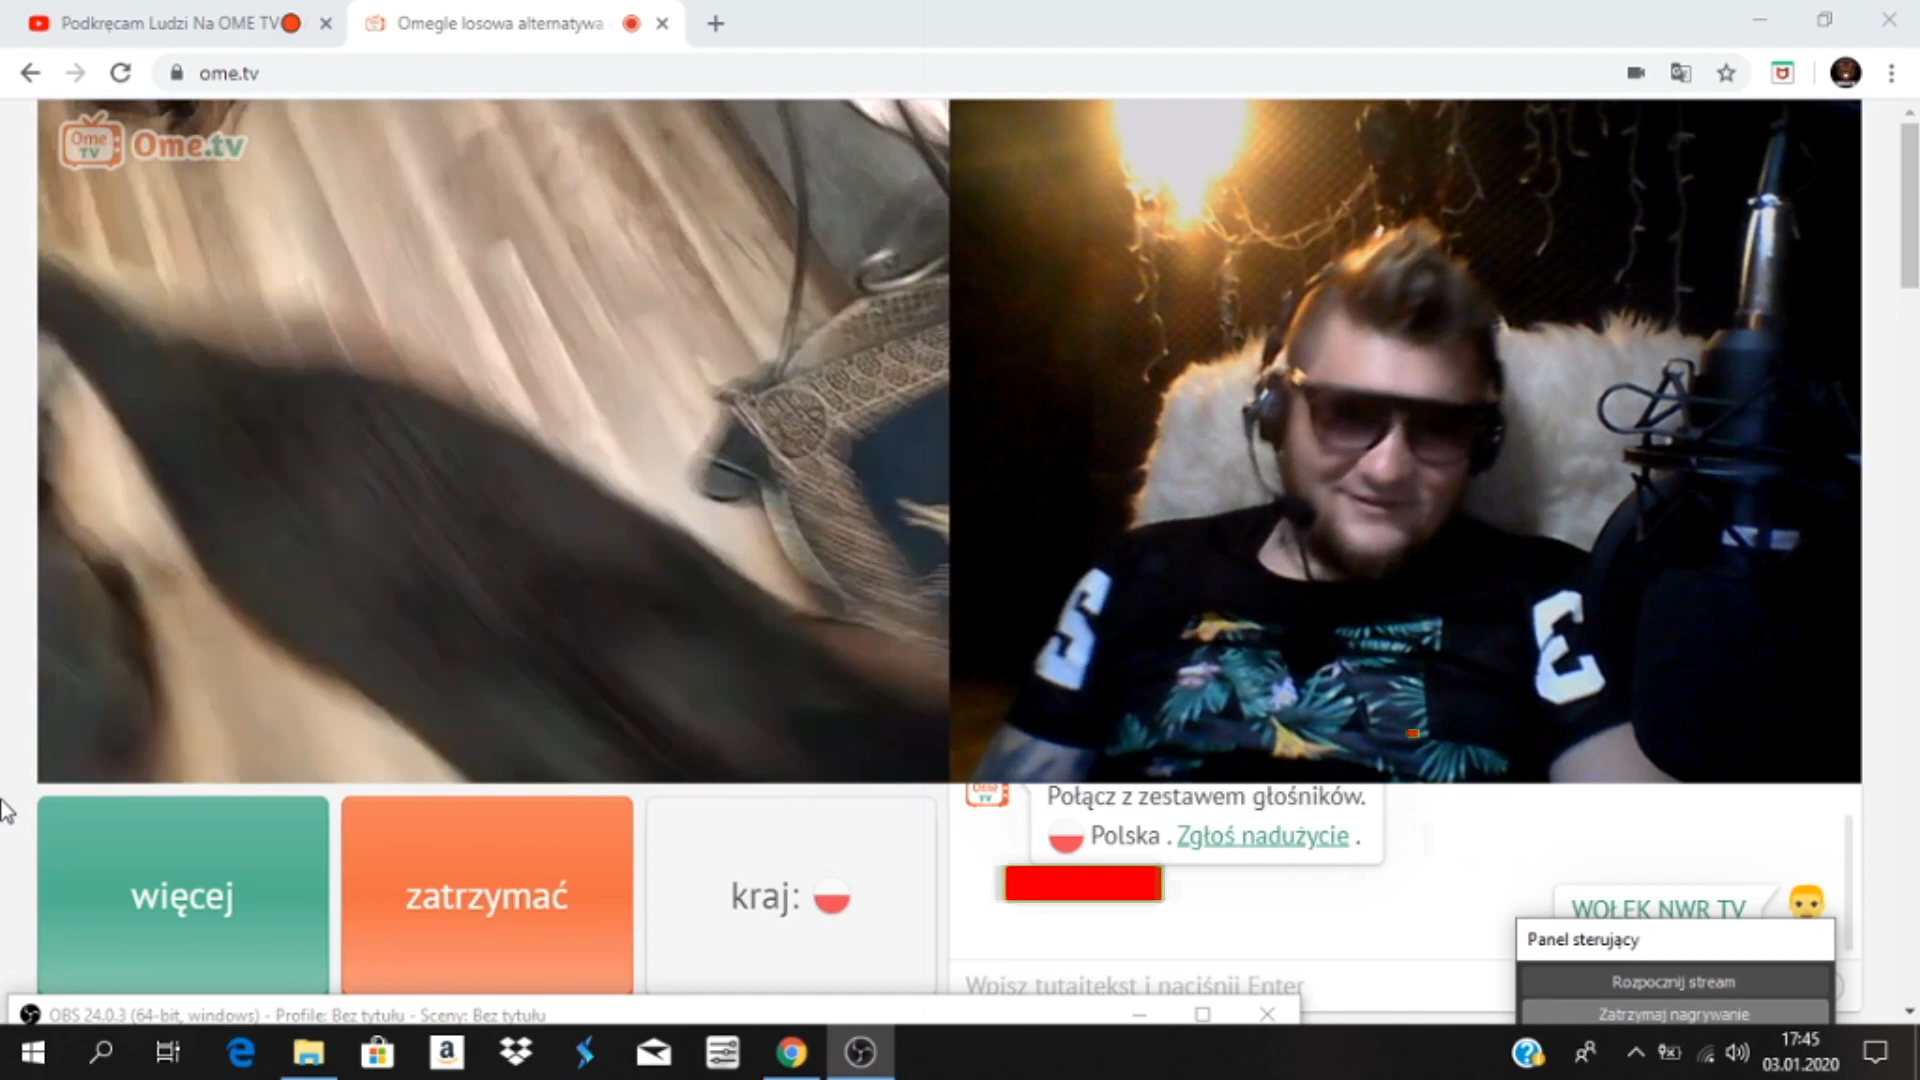 Podkręcam Ludzi Na OME TV
Omegle losowa alternatywa
ome.tv
Ome TV Ome.tv
Połącz z zestawem głośników.
Polska . Zgłoś nadużycie .
więcej
zatrzymać
kraj:
WOŁEK NWR TV
Panel sterujący
Wpisz tutaj tekst i naciśnij Enter
Rozpocznij stream
Zatrzymaj nagrywanie
OBS 24.0.3 (64-bit, windows) - Profile: Bez tytułu - Sceny: Bez tytułu
17:45
03.01.2020